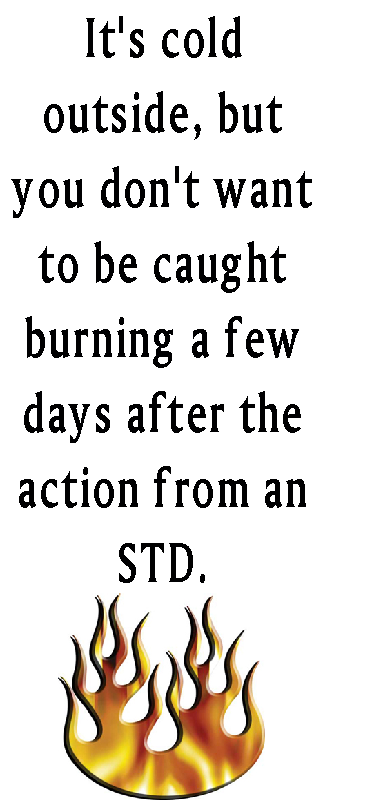 It's cold
outside, but
you don't want
to be caught
burning a few
days after the
action from an
STD.